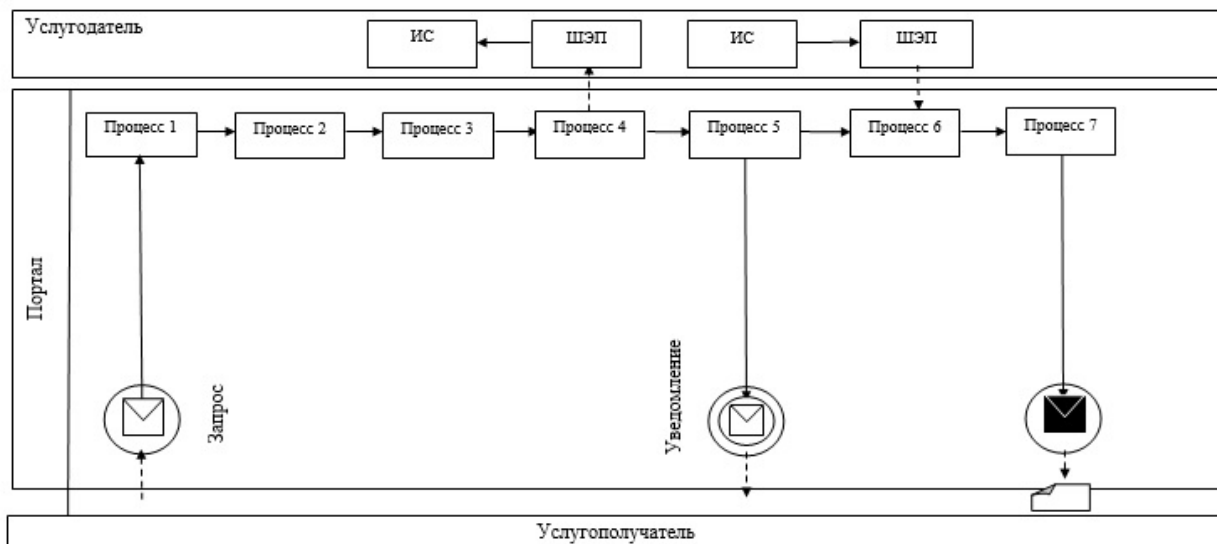 Услугодатель
ИС
ШЭП
ИС
ШЭП
Процесс 1
Процесс 2
Процесс 3
Процесс 4
Процесс 5
Процесс 6
Процесс 7
Портал
Запрос
Уведомление
Услугополучатель